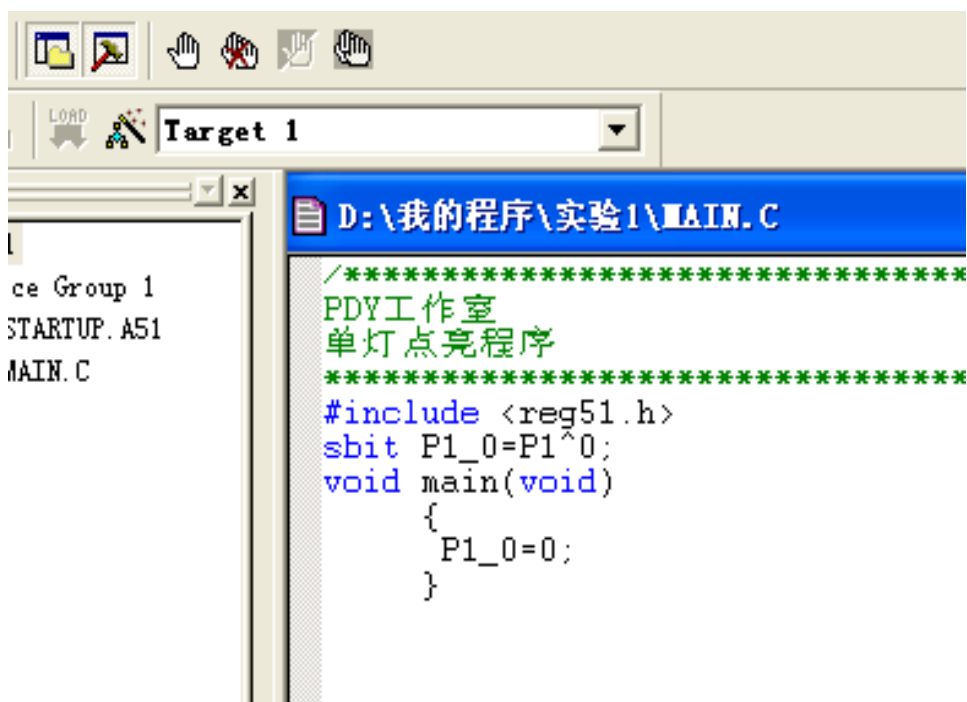 LOAD
Target 1
D:\我的程序\实验1\MAIN.C
ce Group 1
STARTUP.A51
MAIN.C
/*********************************
PDY工作室
单灯点亮程序
*********************************
#include <reg51.h>
sbit P1_0=P1^0;
void main(void)
{
P1_0=0;
}